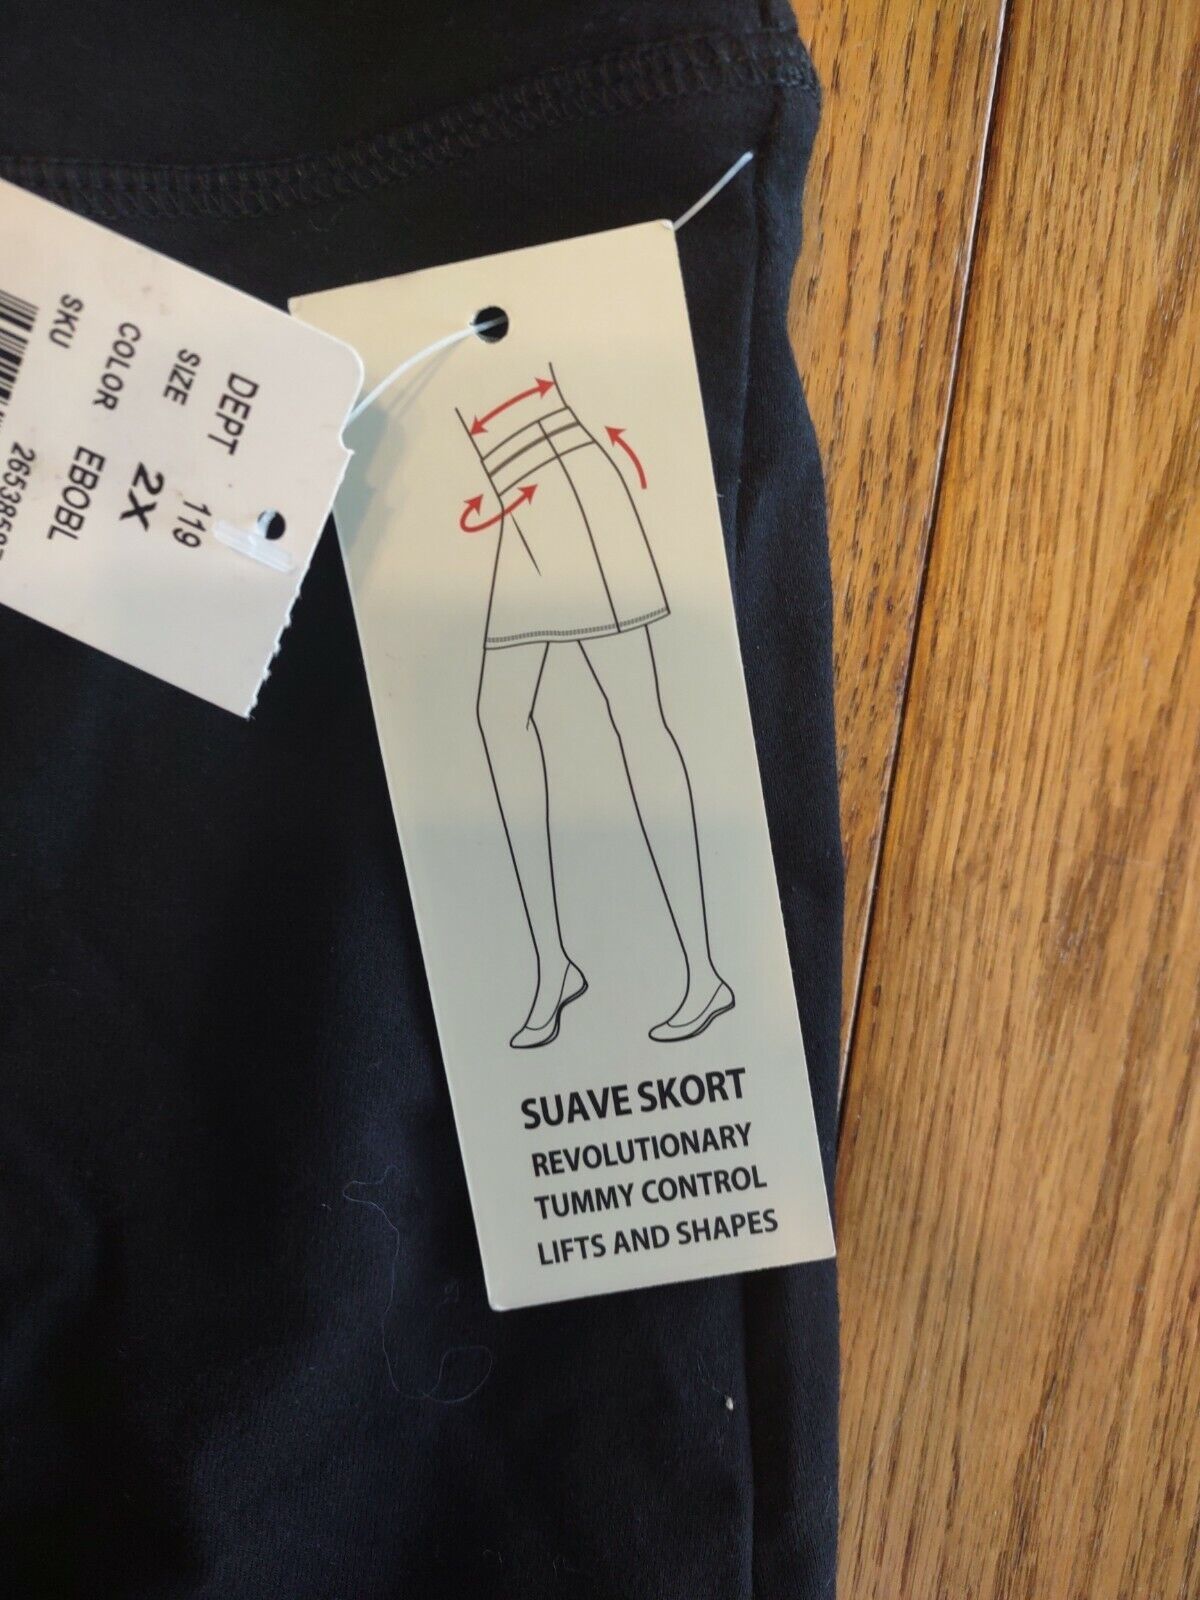 DEPT 119
SIZE 2X
COLOR EBOBL
SKU
SUAVE SKORT
REVOLUTIONARY
TUMMY CONTROL
LIFTS AND SHAPES